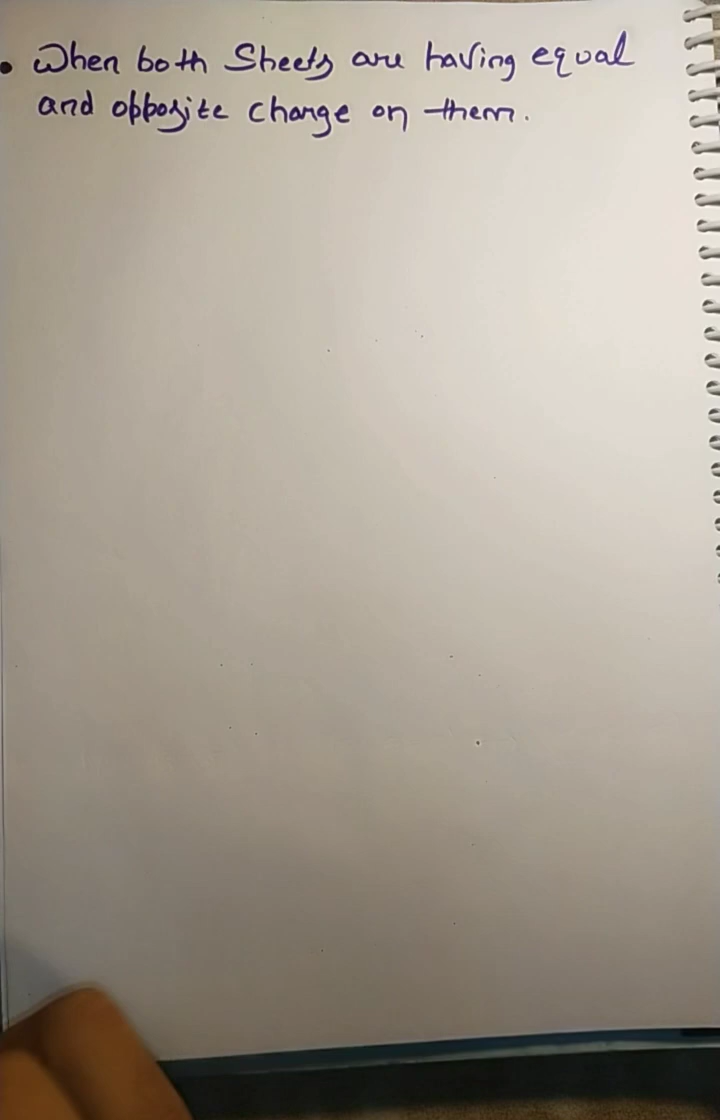 • When both Sheets are having equal
and opposite charge on them.